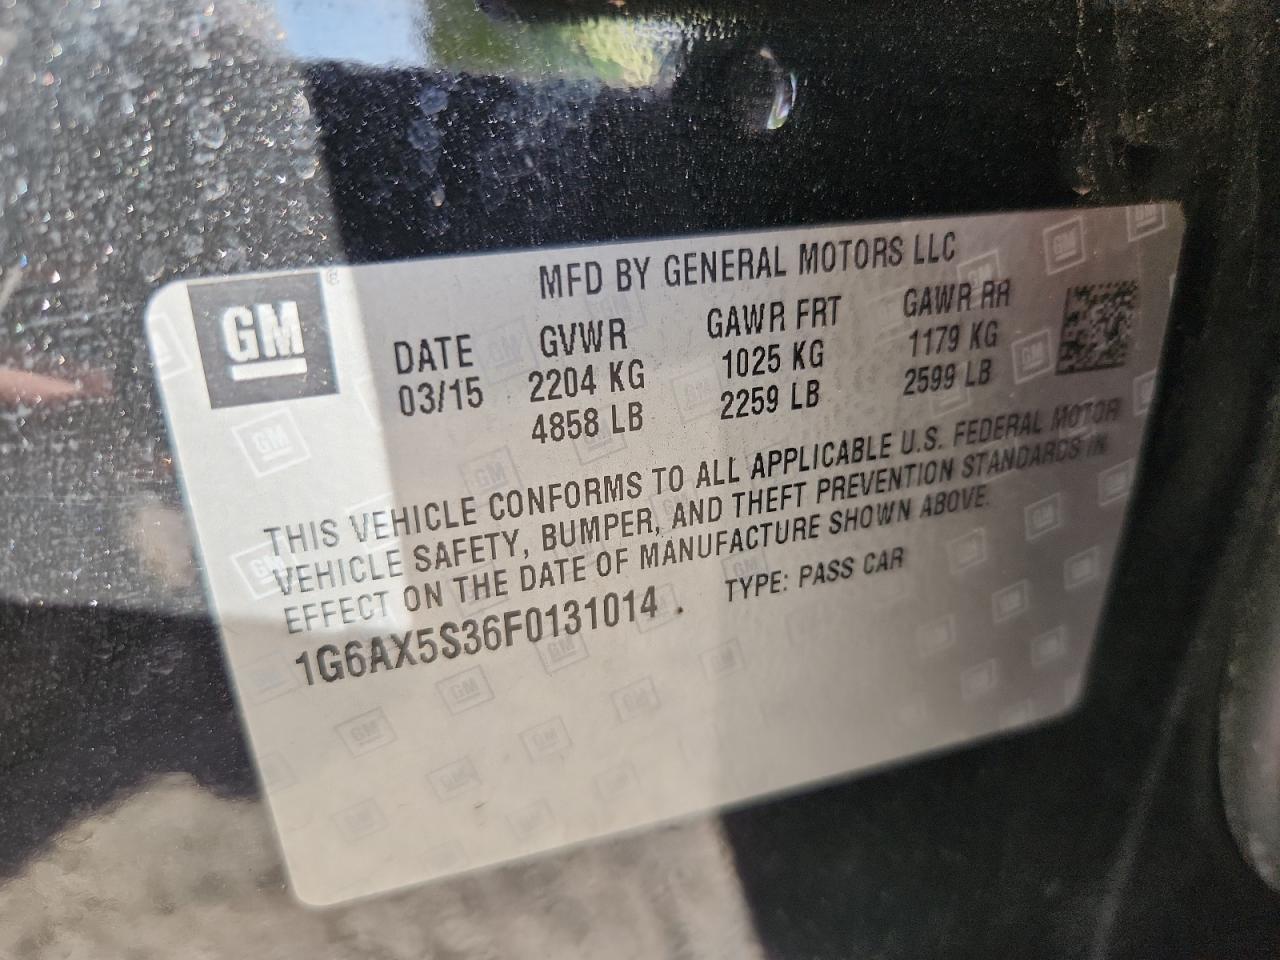 GM
MFD BY GENERAL MOTORS LLC
DATE GVWR GAWR FRT GAWR RR
03/15 2204 KG 1025 KG 1179 KG
4858 LB 2259 LB 2599 LB
THIS VEHICLE CONFORMS TO ALL APPLICABLE U.S. FEDERAL MOTOR
VEHICLE SAFETY, BUMPER, AND THEFT PREVENTION STANDARDS IN
EFFECT ON THE DATE OF MANUFACTURE SHOWN ABOVE.
1G6AX5S36F0131014 . TYPE: PASS CAR